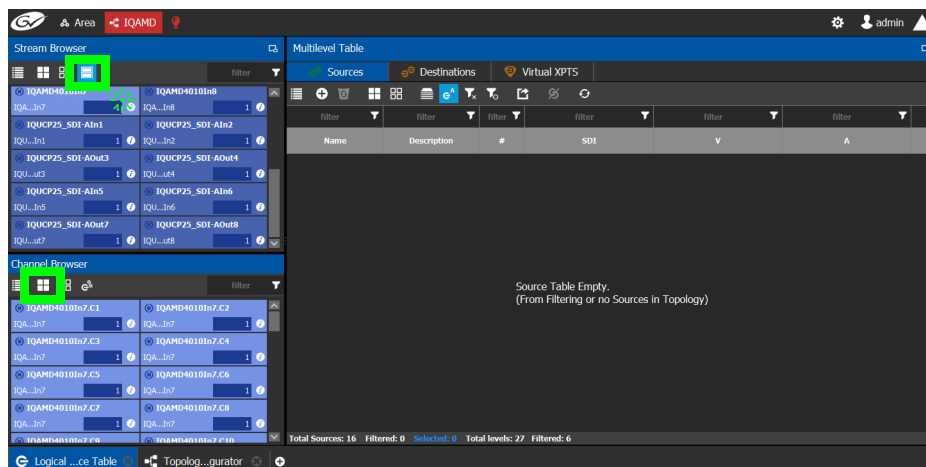 GV Area IQAMD admin
Stream Browser
filter
IQAMD4010In7 IQAMD4010In8
IQA...In7 1 IQA...In8 1
IQUCP25_SDI-AIn1 IQUCP25_SDI-AIn2
IQU...In1 1 IQU...In2 1
IQUCP25_SDI-AOut3 IQUCP25_SDI-AOut4
IQU...ut3 1 IQU...ut4 1
IQUCP25_SDI-AIn5 IQUCP25_SDI-AIn6
IQU...In5 1 IQU...In6 1
IQUCP25_SDI-AOut7 IQUCP25_SDI-AOut8
IQU...ut7 1 IQU...ut8 1
Channel Browser
filter
IQAMD4010In7.C1 IQAMD4010In7.C2
IQA...In7 1 IQA...In7 1
IQAMD4010In7.C3 IQAMD4010In7.C4
IQA...In7 1 IQA...In7 1
IQAMD4010In7.C5 IQAMD4010In7.C6
IQA...In7 1 IQA...In7 1
IQAMD4010In7.C7 IQAMD4010In7.C8
IQA...In7 1 IQA...In7 1
IQAMD4010In7.C9 IQAMD4010In7.C10
Multilevel Table
Sources Destinations Virtual XPTS
filter filter filter filter filter filter
Name Description # SDI V A
Source Table Empty.
(From Filtering or no Sources in Topology)
Total Sources: 16 Filtered: 0 Selected: 0 Total levels: 27 Filtered: 6
Logical ...ce Table Topolog...gurator